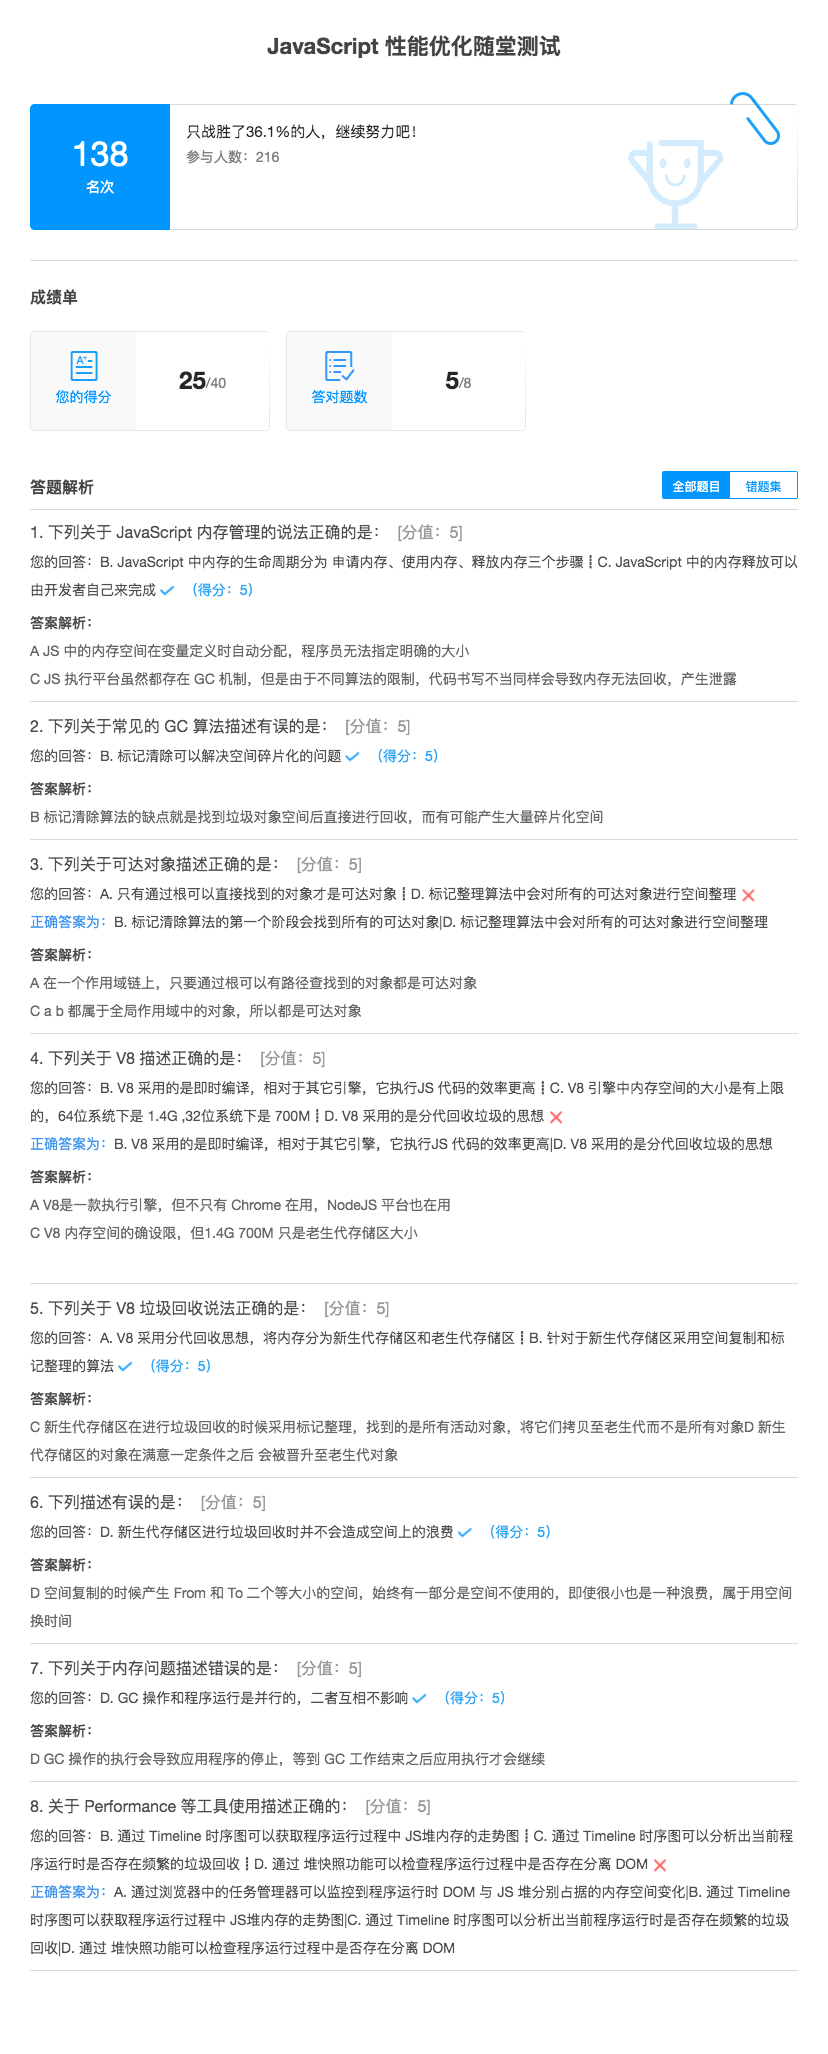 JavaScript 性能优化随堂测试
138
名次
只战胜了36.1%的人，继续努力吧！
参与人数：216
成绩单
您的得分
25/40
答对题数
5/8
答题解析
全部题目
错题集
1. 下列关于 JavaScript 内存管理的说法正确的是： [分值：5]
您的回答：B. JavaScript 中内存的生命周期分为 申请内存、使用内存、释放内存三个步骤┋C. JavaScript 中的内存释放可以
由开发者自己来完成 （得分：5）
答案解析：
A JS 中的内存空间在变量定义时自动分配，程序员无法指定明确的大小
C JS 执行平台虽然都存在 GC 机制，但是由于不同算法的限制，代码书写不当同样会导致内存无法回收，产生泄露
2. 下列关于常见的 GC 算法描述有误的是： [分值：5]
您的回答：B. 标记清除可以解决空间碎片化的问题 （得分：5）
答案解析：
B 标记清除算法的缺点就是找到垃圾对象空间后直接进行回收，而有可能产生大量碎片化空间
3. 下列关于可达对象描述正确的是： [分值：5]
您的回答：A. 只有通过根可以直接找到的对象才是可达对象┋D. 标记整理算法中会对所有的可达对象进行空间整理
正确答案为：B. 标记清除算法的第一个阶段会找到所有的可达对象|D. 标记整理算法中会对所有的可达对象进行空间整理
答案解析：
A 在一个作用域链上，只要通过根可以有路径查找到的对象都是可达对象
C a b 都属于全局作用域中的对象，所以都是可达对象
4. 下列关于 V8 描述正确的是： [分值：5]
您的回答：B. V8 采用的是即时编译，相对于其它引擎，它执行JS 代码的效率更高┋C. V8 引擎中内存空间的大小是有上限
的，64位系统下是 1.4G ,32位系统下是 700M┋D. V8 采用的是分代回收垃圾的思想
正确答案为：B. V8 采用的是即时编译，相对于其它引擎，它执行JS 代码的效率更高|D. V8 采用的是分代回收垃圾的思想
答案解析：
A V8是一款执行引擎，但不只有 Chrome 在用，NodeJS 平台也在用
C V8 内存空间的确设限，但1.4G 700M 只是老生代存储区大小
5. 下列关于 V8 垃圾回收说法正确的是： [分值：5]
您的回答：A. V8 采用分代回收思想，将内存分为新生代存储区和老生代存储区┋B. 针对于新生代存储区采用空间复制和标
记整理的算法 （得分：5）
答案解析：
C 新生代存储区在进行垃圾回收的时候采用标记整理，找到的是所有活动对象，将它们拷贝至老生代而不是所有对象D 新生
代存储区的对象在满意一定条件之后 会被晋升至老生代对象
6. 下列描述有误的是： [分值：5]
您的回答：D. 新生代存储区进行垃圾回收时并不会造成空间上的浪费 （得分：5）
答案解析：
D 空间复制的时候产生 From 和 To 二个等大小的空间，始终有一部分是空间不使用的，即使很小也是一种浪费，属于用空间
换时间
7. 下列关于内存问题描述错误的是： [分值：5]
您的回答：D. GC 操作和程序运行是并行的，二者互相不影响 （得分：5）
答案解析：
D GC 操作的执行会导致应用程序的停止，等到 GC 工作结束之后应用执行才会继续
8. 关于 Performance 等工具使用描述正确的： [分值：5]
您的回答：B. 通过 Timeline 时序图可以获取程序运行过程中 JS堆内存的走势图┋C. 通过 Timeline 时序图可以分析出当前程
序运行时是否存在频繁的垃圾回收┋D. 通过 堆快照功能可以检查程序运行过程中是否存在分离 DOM
正确答案为：A. 通过浏览器中的任务管理器可以监控到程序运行时 DOM 与 JS 堆分别占据的内存空间变化|B. 通过 Timeline
时序图可以获取程序运行过程中 JS堆内存的走势图|C. 通过 Timeline 时序图可以分析出当前程序运行时是否存在频繁的垃圾
回收|D. 通过 堆快照功能可以检查程序运行过程中是否存在分离 DOM